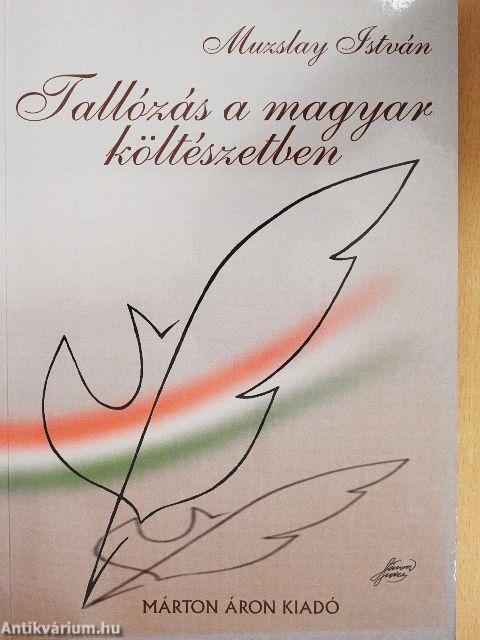 Muzslay István
Tallózás a magyar
költészetben
MÁRTON ÁRON KIADÓ
Antikvárium.hu